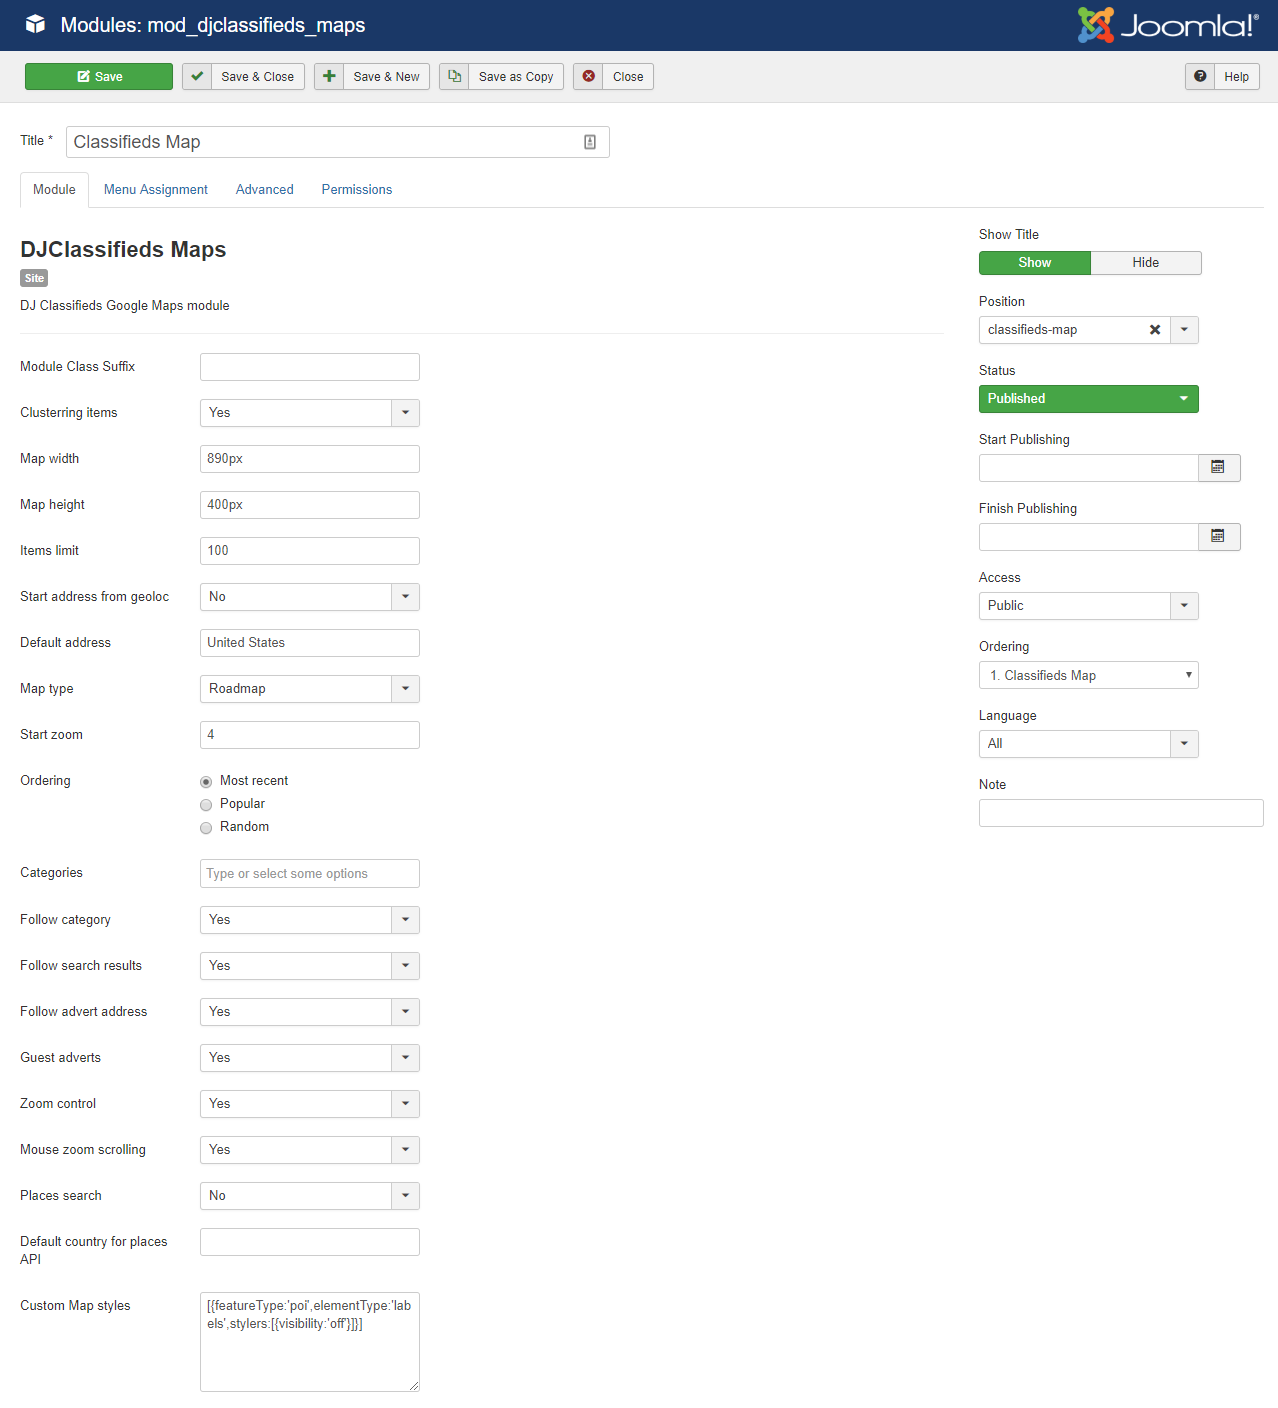 Modules: mod_djclassifieds_maps
Joomla!®
Save
Save & Close
Save & New
Save as Copy
Close
Help
Title *
Classifieds Map
Module
Menu Assignment
Advanced
Permissions
DJClassifieds Maps
Site
DJ Classifieds Google Maps module
Module Class Suffix
Clusterring items
Yes
Map width
890px
Map height
400px
Items limit
100
Start address from geoloc
No
Default address
United States
Map type
Roadmap
Start zoom
4
Ordering
Most recent
Popular
Random
Categories
Type or select some options
Follow category
Yes
Follow search results
Yes
Follow advert address
Yes
Guest adverts
Yes
Zoom control
Yes
Mouse zoom scrolling
Yes
Places search
No
Default country for places
API
Custom Map styles
[{featureType:'poi',elementType:'lab
els',stylers:[{visibility:'off'}]}]
Show Title
Show
Hide
Position
classifieds-map
Status
Published
Start Publishing
Finish Publishing
Access
Public
Ordering
1. Classifieds Map
Language
All
Note